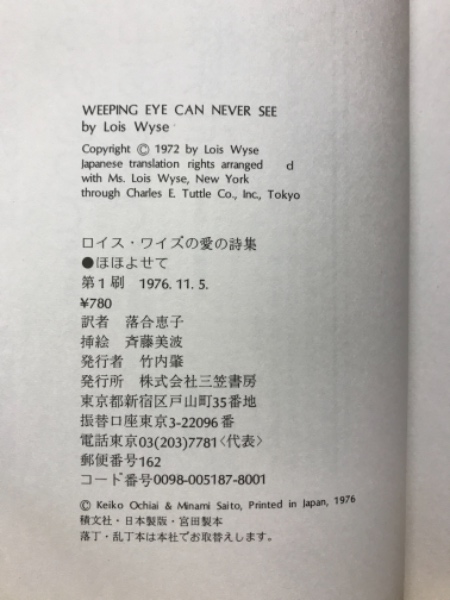 WEEPING EYE CAN NEVER SEE
by Lois Wyse
Copyright © 1972 by Lois Wyse
Japanese translation rights arranged d
with Ms. Lois Wyse, New York
through Charles E. Tuttle Co., Inc., Tokyo
ロイス・ワイズの愛の詩集
●ほほよせて
第1刷 1976. 11. 5.
¥780
訳者 落合恵子
挿絵 斉藤美波
発行者 竹内肇
発行所 株式会社三笠書房
東京都新宿区戸山町35番地
振替口座東京3-22096番
電話東京03(203)7781〈代表〉
郵便番号162
コード番号0098-005187-8001
© Keiko Ochiai & Minami Saito, Printed in Japan, 1976
積文社・日本製版・宮田製本
落丁・乱丁本は本社でお取替えします。